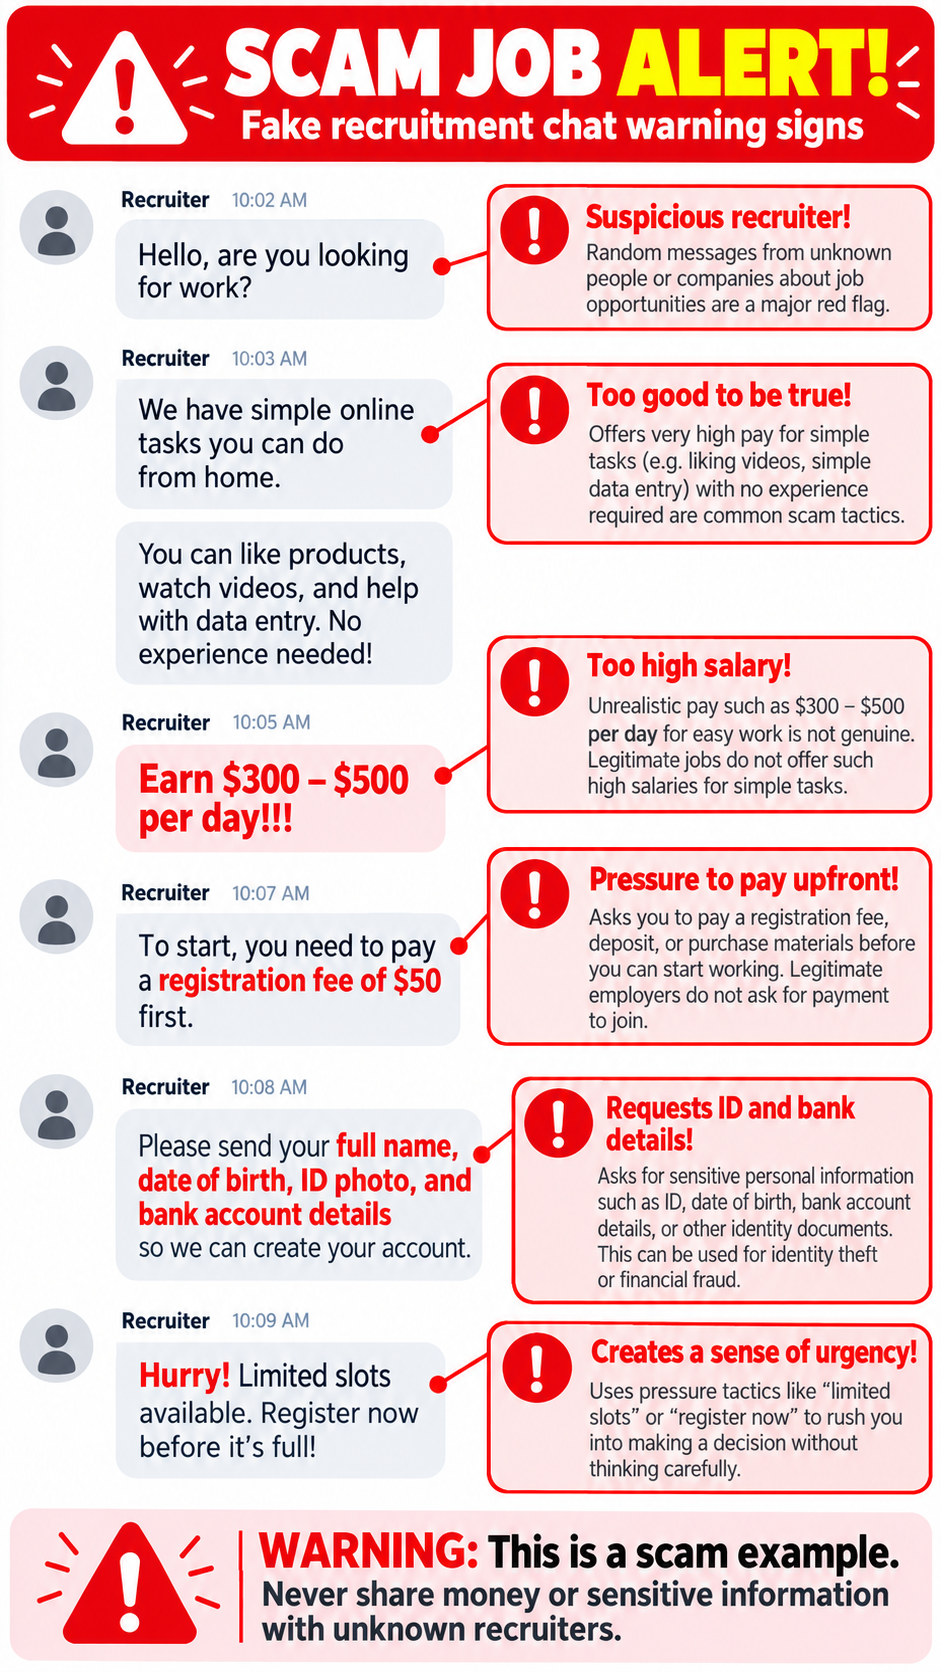 SCAM JOB ALERT!
Fake recruitment chat warning signs
Recruiter 10:02 AM
Hello, are you looking
for work?
Suspicious recruiter!
Random messages from unknown
people or companies about job
opportunities are a major red flag.
Recruiter 10:03 AM
We have simple online
tasks you can do
from home.
Too good to be true!
Offers very high pay for simple
tasks (e.g. liking videos, simple
data entry) with no experience
required are common scam tactics.
You can like products,
watch videos, and help
with data entry. No
experience needed!
Recruiter 10:05 AM
Earn $300 – $500
per day!!!
Too high salary!
Unrealistic pay such as $300 – $500
per day for easy work is not genuine.
Legitimate jobs do not offer such
high salaries for simple tasks.
Recruiter 10:07 AM
To start, you need to pay
a registration fee of $50
first.
Pressure to pay upfront!
Asks you to pay a registration fee,
deposit, or purchase materials before
you can start working. Legitimate
employers do not ask for payment
to join.
Recruiter 10:08 AM
Please send your full name,
date of birth, ID photo, and
bank account details
so we can create your account.
Requests ID and bank
details!
Asks for sensitive personal information
such as ID, date of birth, bank account
details, or other identity documents.
This can be used for identity theft
or financial fraud.
Recruiter 10:09 AM
Hurry! Limited slots
available. Register now
before it's full!
Creates a sense of urgency!
Uses pressure tactics like “limited
slots” or “register now” to rush you
into making a decision without
thinking carefully.
WARNING: This is a scam example.
Never share money or sensitive information
with unknown recruiters.